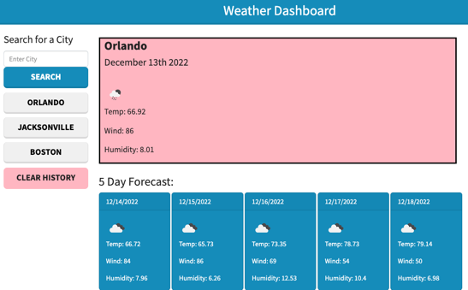 Weather Dashboard
Search for a City
Enter City
SEARCH
ORLANDO
JACKSONVILLE
BOSTON
CLEAR HISTORY
Orlando
December 13th 2022
Temp: 66.92
Wind: 86
Humidity: 8.01
5 Day Forecast:
12/14/2022
Temp: 66.72
Wind: 84
Humidity: 7.96
12/15/2022
Temp: 65.73
Wind: 86
Humidity: 6.26
12/16/2022
Temp: 73.35
Wind: 69
Humidity: 12.53
12/17/2022
Temp: 78.73
Wind: 54
Humidity: 10.4
12/18/2022
Temp: 79.14
Wind: 50
Humidity: 6.98